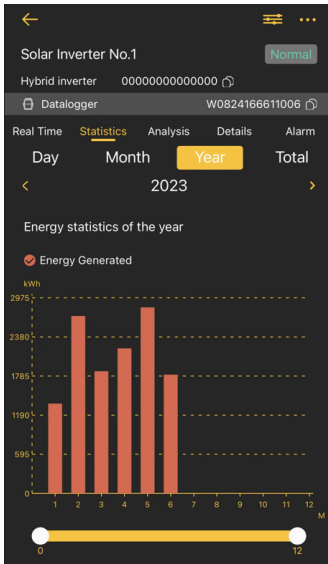 Solar Inverter No.1
Normal
Hybrid inverter 00000000000000
Datalogger W0824166611006
Real Time Statistics Analysis Details Alarm
Day Month Year Total
2023
Energy statistics of the year
Energy Generated
kWh
2975
2380
1785
1190
595
0
1 2 3 4 5 6 7 8 9 10 11 12
M
0 12